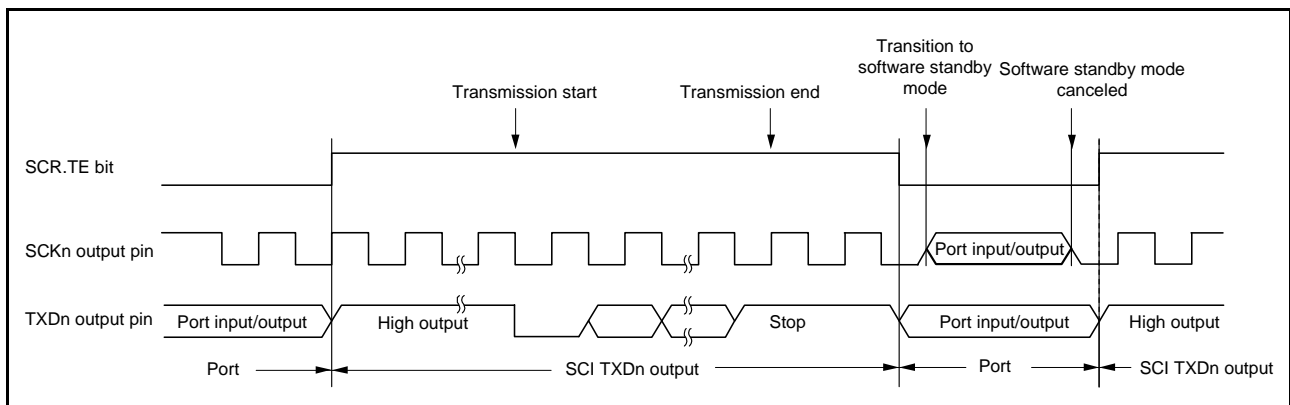 Transition to
software standby
mode
Software standby mode
canceled
Transmission start
Transmission end
SCR.TE bit
SCKn output pin
Port input/output
TXDn output pin
Port input/output
High output
Stop
Port input/output
High output
Port
SCI TXDn output
Port
SCI TXDn output